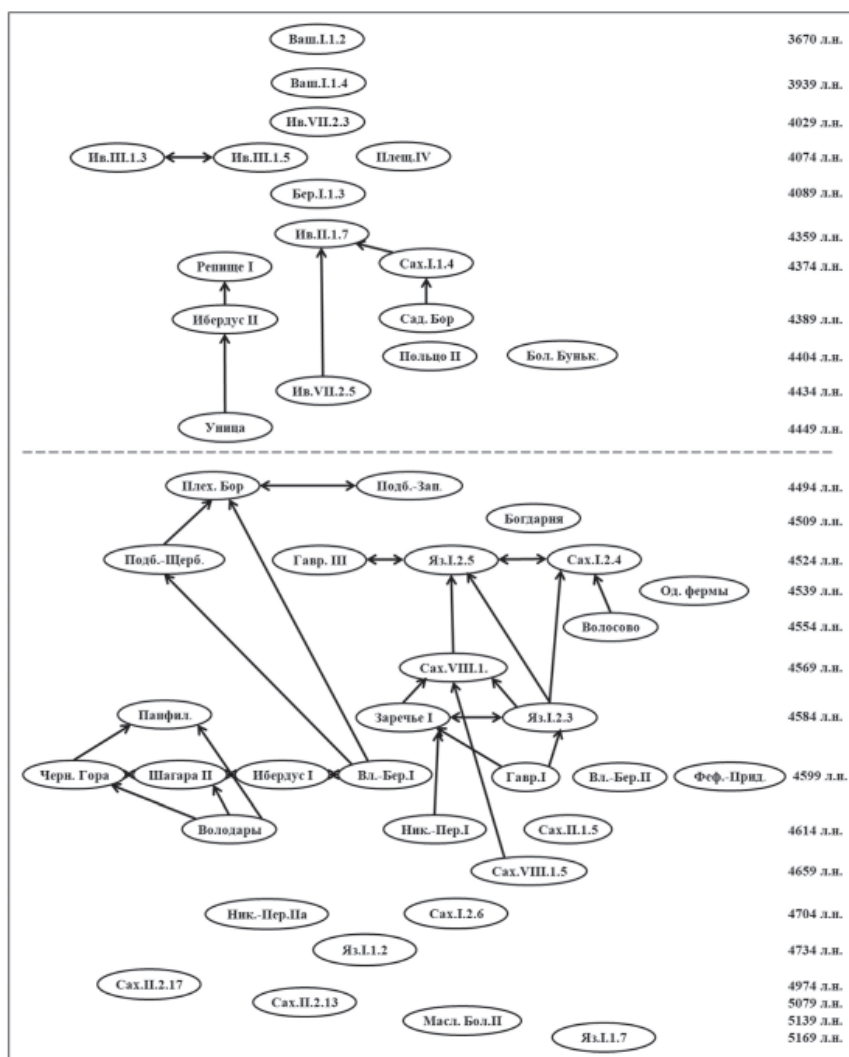 Ваш.I.1.2 3670 л.н.
Ваш.I.1.4 3939 л.н.
Ив.VII.2.3 4029 л.н.
Ив.III.1.3 Ив.III.1.5 Плещ.IV 4074 л.н.
Бер.I.1.3 4089 л.н.
Ив.II.1.7 4359 л.н.
Репище I Сах.I.1.4 4374 л.н.
Ибердус II Сад. Бор 4389 л.н.
Польцо II Бол. Буньк. 4404 л.н.
Ив.VII.2.5 4434 л.н.
Уница 4449 л.н.
Плех. Бор Подб.-Зап. 4494 л.н.
Богдарня 4509 л.н.
Подб.-Щерб. Гавр. III Яз.I.2.5 Сах.I.2.4 4524 л.н.
Од. фермы 4539 л.н.
Волосово 4554 л.н.
Сах.VIII.1. 4569 л.н.
Панфил. Заречье I Яз.I.2.3 4584 л.н.
Черн. Гора Шагара II Ибердус I Вл.-Бер.I Гавр.I Вл.-Бер.II Феф.-Прид. 4599 л.н.
Володары Ник.-Пер.I Сах.II.1.5 4614 л.н.
Сах.VIII.1.5 4659 л.н.
Ник.-Пер.IIа Сах.I.2.6 4704 л.н.
Яз.I.1.2 4734 л.н.
Сах.II.2.17 4974 л.н.
Сах.II.2.13 5079 л.н.
Масл. Бол.II 5139 л.н.
Яз.I.1.7 5169 л.н.